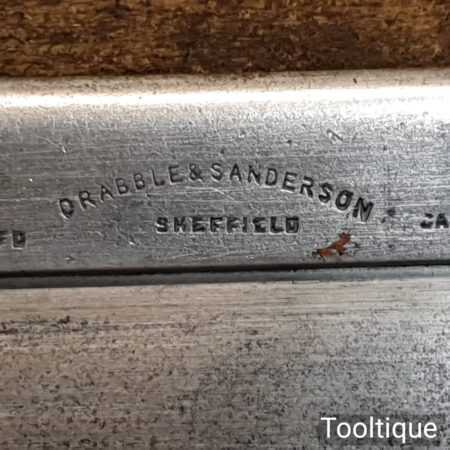 DRABBLE & SANDERSON
SHEFFIELD
Tooltique